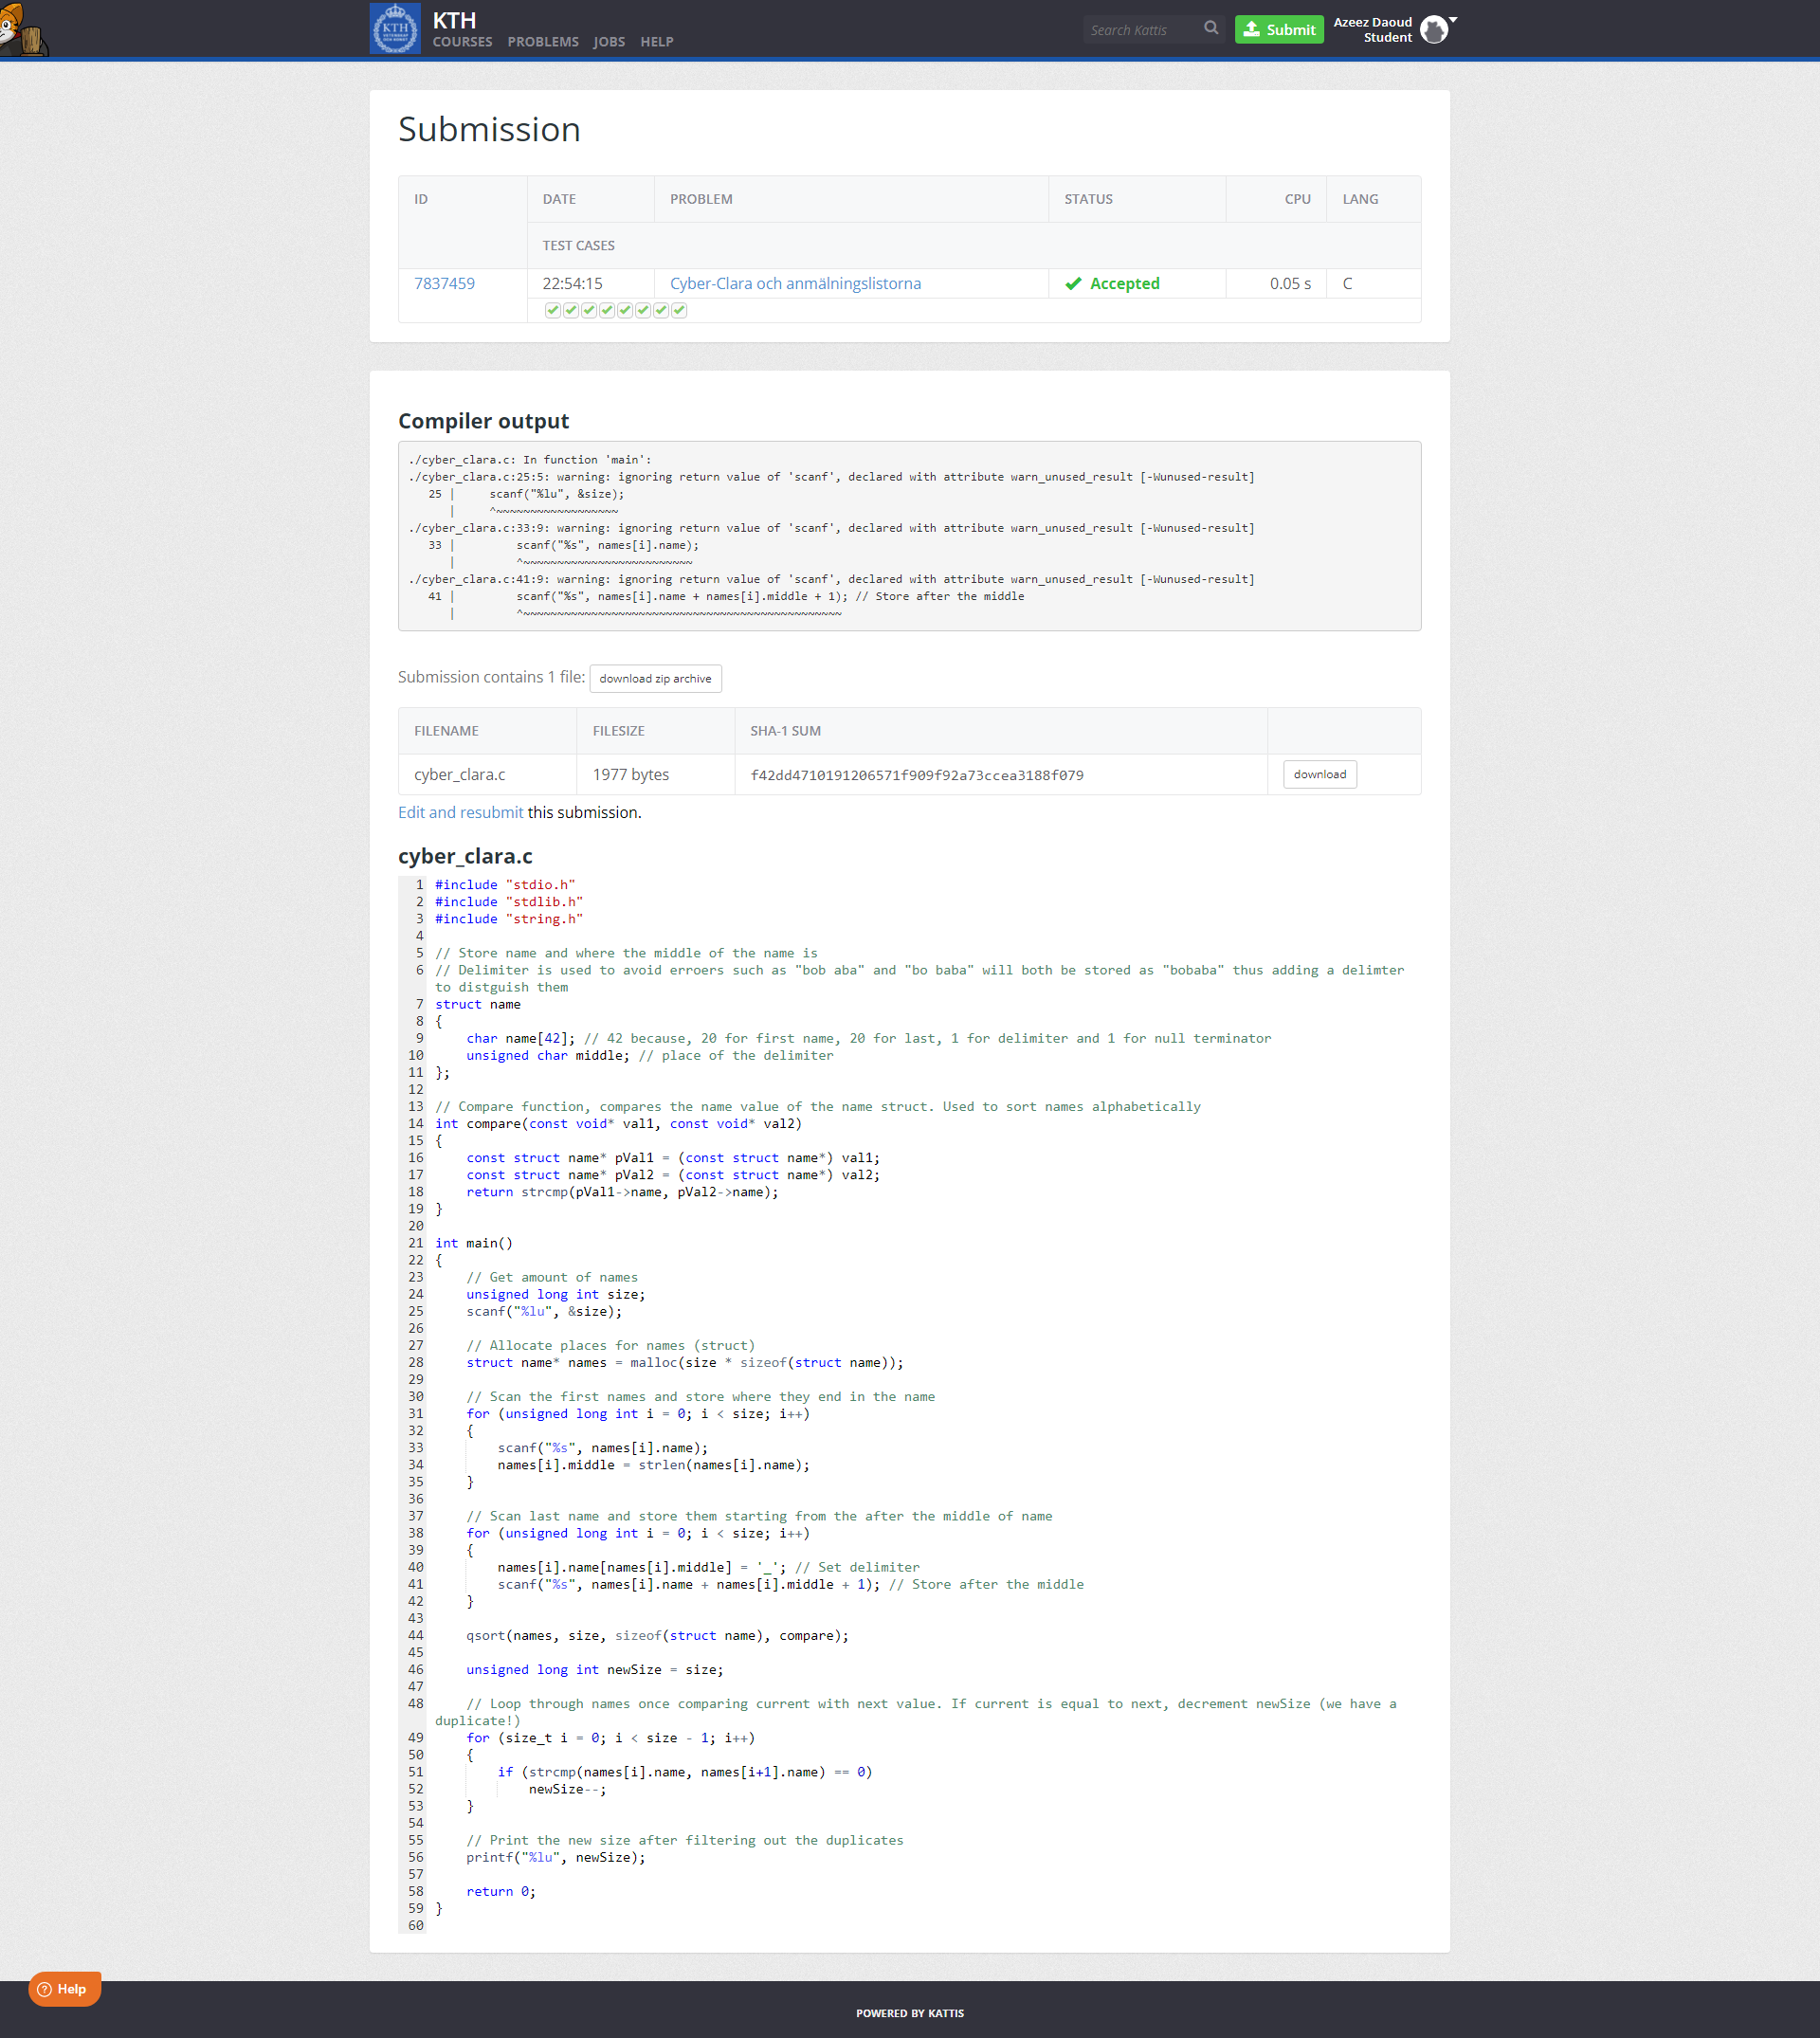 KTH
COURSES PROBLEMS JOBS HELP
Search Kattis
Submit
Azeez Daoud
Student
Submission
ID DATE PROBLEM STATUS CPU LANG
TEST CASES
7837459 22:54:15 Cyber-Clara och anmälningslistorna Accepted 0.05 s C
Compiler output
./cyber_clara.c: In function 'main':
./cyber_clara.c:25:5: warning: ignoring return value of 'scanf', declared with attribute warn_unused_result [-Wunused-result]
   25 |     scanf("%lu", &size);
      |     ^~~~~~~~~~~~~~~~~~~
./cyber_clara.c:33:9: warning: ignoring return value of 'scanf', declared with attribute warn_unused_result [-Wunused-result]
   33 |         scanf("%s", names[i].name);
      |         ^~~~~~~~~~~~~~~~~~~~~~~~~~
./cyber_clara.c:41:9: warning: ignoring return value of 'scanf', declared with attribute warn_unused_result [-Wunused-result]
   41 |         scanf("%s", names[i].name + names[i].middle + 1); // Store after the middle
      |         ^~~~~~~~~~~~~~~~~~~~~~~~~~~~~~~~~~~~~~~~~~~~~~~~
Submission contains 1 file: download zip archive
FILENAME FILESIZE SHA-1 SUM
cyber_clara.c 1977 bytes f42dd4710191206571f909f92a73ccea3188f079 download
Edit and resubmit this submission.
cyber_clara.c
1 #include "stdio.h"
2 #include "stdlib.h"
3 #include "string.h"
4
5 // Store name and where the middle of the name is
6 // Delimiter is used to avoid erroers such as "bob aba" and "bo baba" will both be stored as "bobaba" thus adding a delimter
to distguish them
7 struct name
8 {
9     char name[42]; // 42 because, 20 for first name, 20 for last, 1 for delimiter and 1 for null terminator
10     unsigned char middle; // place of the delimiter
11 };
12
13 // Compare function, compares the name value of the name struct. Used to sort names alphabetically
14 int compare(const void* val1, const void* val2)
15 {
16     const struct name* pVal1 = (const struct name*) val1;
17     const struct name* pVal2 = (const struct name*) val2;
18     return strcmp(pVal1->name, pVal2->name);
19 }
20
21 int main()
22 {
23     // Get amount of names
24     unsigned long int size;
25     scanf("%lu", &size);
26
27     // Allocate places for names (struct)
28     struct name* names = malloc(size * sizeof(struct name));
29
30     // Scan the first names and store where they end in the name
31     for (unsigned long int i = 0; i < size; i++)
32     {
33         scanf("%s", names[i].name);
34         names[i].middle = strlen(names[i].name);
35     }
36
37     // Scan last name and store them starting from the after the middle of name
38     for (unsigned long int i = 0; i < size; i++)
39     {
40         names[i].name[names[i].middle] = '_'; // Set delimiter
41         scanf("%s", names[i].name + names[i].middle + 1); // Store after the middle
42     }
43
44     qsort(names, size, sizeof(struct name), compare);
45
46     unsigned long int newSize = size;
47
48     // Loop through names once comparing current with next value. If current is equal to next, decrement newSize (we have a
duplicate!)
49     for (size_t i = 0; i < size - 1; i++)
50     {
51         if (strcmp(names[i].name, names[i+1].name) == 0)
52             newSize--;
53     }
54
55     // Print the new size after filtering out the duplicates
56     printf("%lu", newSize);
57
58     return 0;
59 }
60
Help
POWERED BY KATTIS